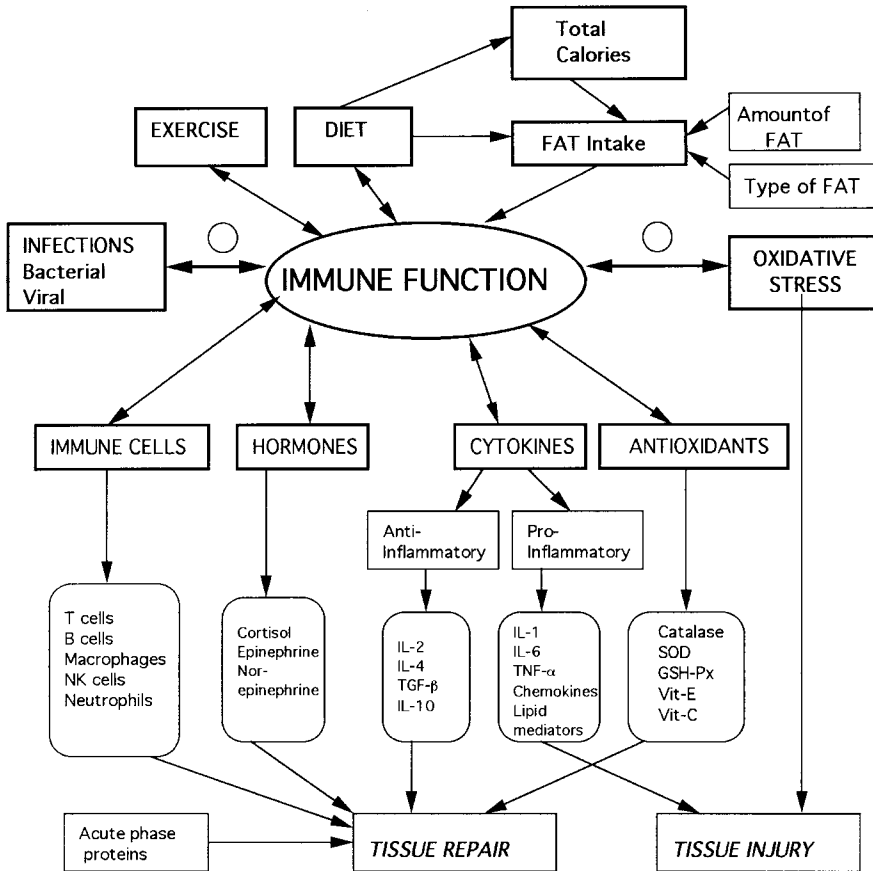 Total
Calories
EXERCISE
DIET
FAT Intake
Amountof
FAT
Type of FAT
INFECTIONS
Bacterial
Viral
IMMUNE FUNCTION
OXIDATIVE
STRESS
IMMUNE CELLS
HORMONES
CYTOKINES
ANTIOXIDANTS
Anti-
Inflammatory
Pro-
Inflammatory
T cells
B cells
Macrophages
NK cells
Neutrophils
Cortisol
Epinephrine
Nor-
epinephrine
IL-2
IL-4
TGF-β
IL-10
IL-1
IL-6
TNF-α
Chemokines
Lipid
mediators
Catalase
SOD
GSH-Px
Vit-E
Vit-C
Acute phase
proteins
TISSUE REPAIR
TISSUE INJURY